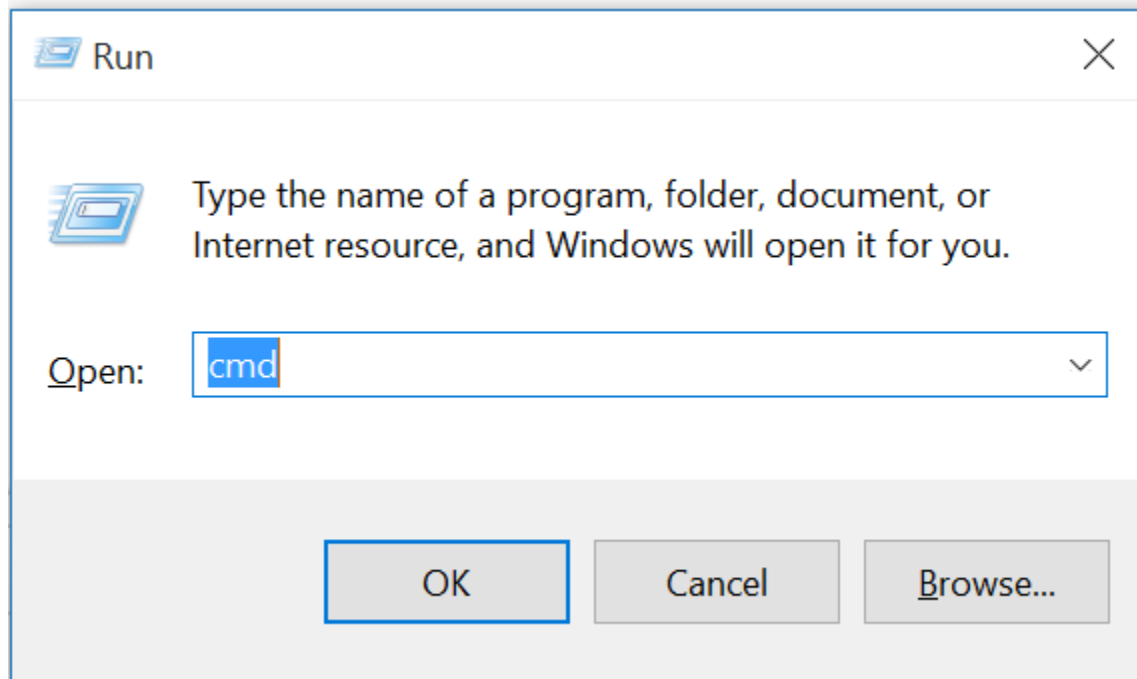 Run
Type the name of a program, folder, document, or
Internet resource, and Windows will open it for you.
Open: cmd
OK Cancel Browse...